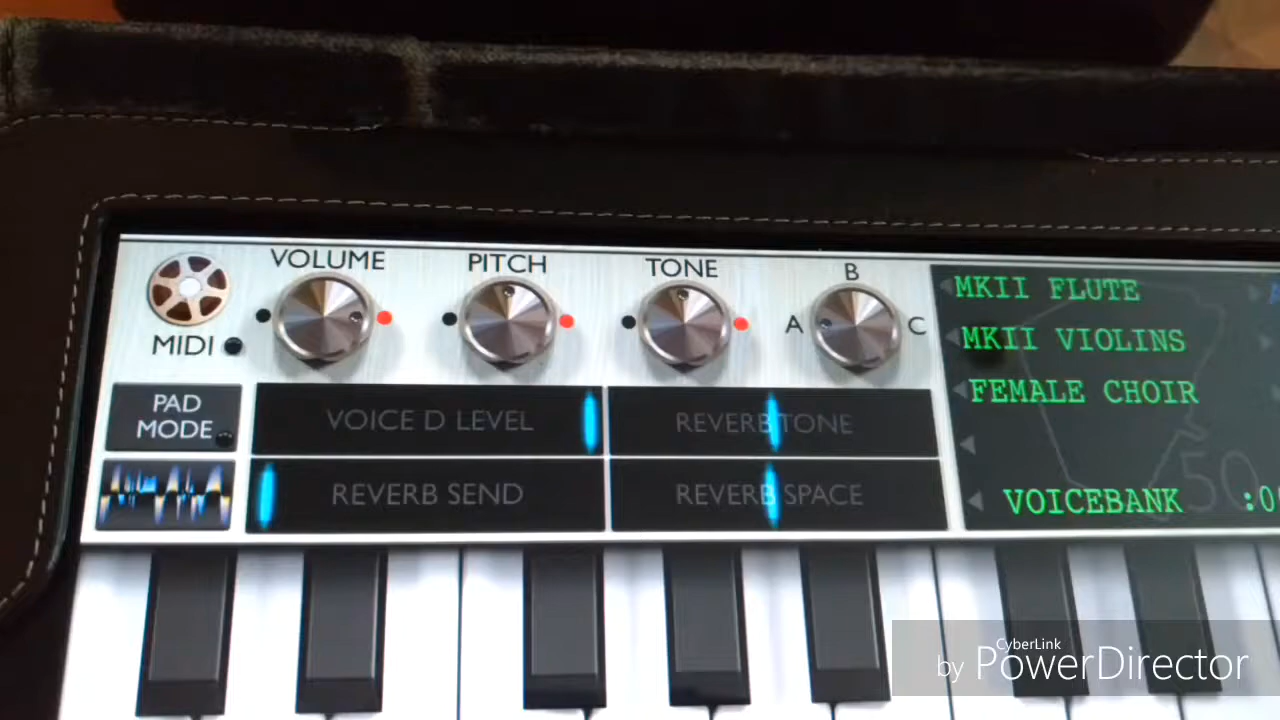 VOLUME
PITCH
TONE
B
A
C
MIDI
PAD
MODE
VOICE D LEVEL
REVERB TONE
REVERB SEND
REVERB SPACE
MKII FLUTE
MKII VIOLINS
FEMALE CHOIR
50
VOICEBANK
CyberLink
by PowerDirector